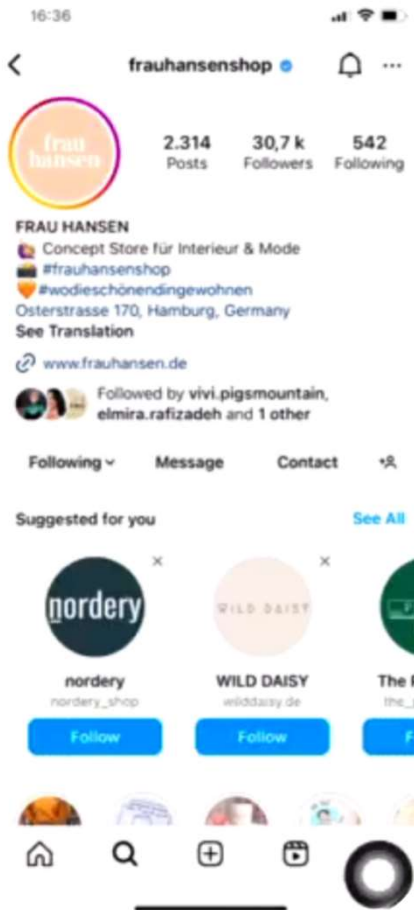 16:36
frauhansenshop
frau
hansen
2.314
Posts
30,7 k
Followers
542
Following
FRAU HANSEN
Concept Store für Interieur & Mode
#frauhansenshop
#wodieschönendingewohnen
Osterstrasse 170, Hamburg, Germany
See Translation
www.frauhansen.de
Followed by vivi.pigsmountain,
elmira.rafizadeh and 1 other
Following
Message
Contact
Suggested for you
See All
nordery
WILD DAISY
nordery
WILD DAISY
The
nordery_shop
wilddaisy.de
the_
Follow
Follow
F